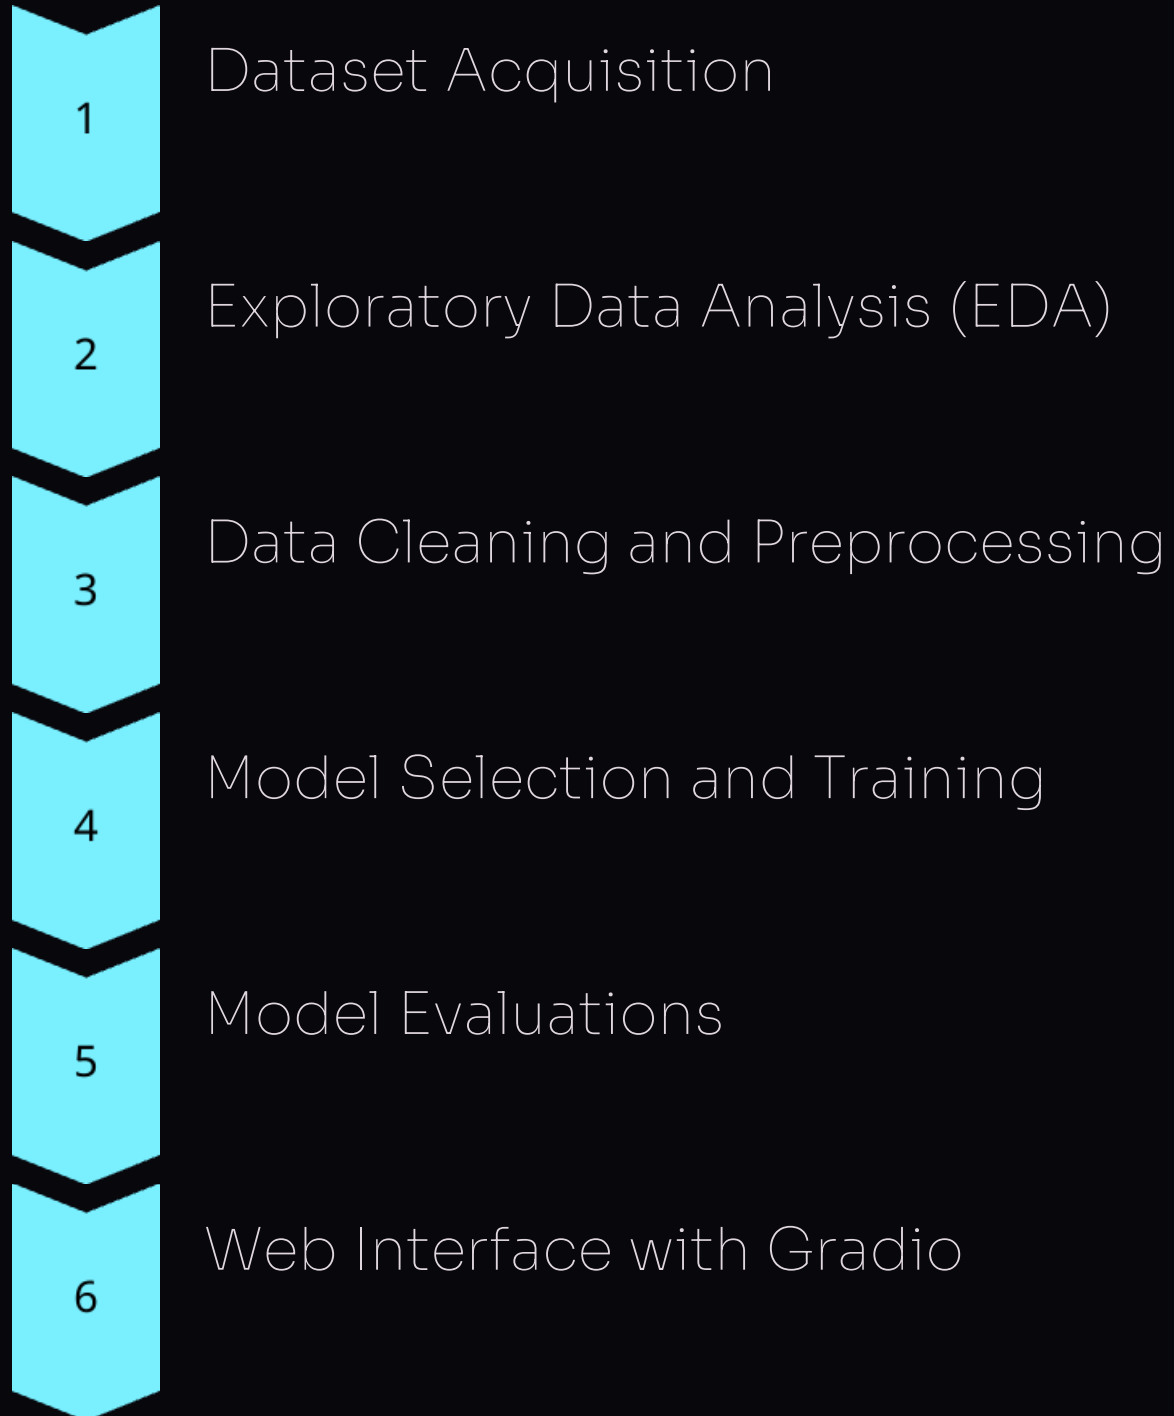 1
Dataset Acquisition
2
Exploratory Data Analysis (EDA)
3
Data Cleaning and Preprocessing
4
Model Selection and Training
5
Model Evaluations
6
Web Interface with Gradio